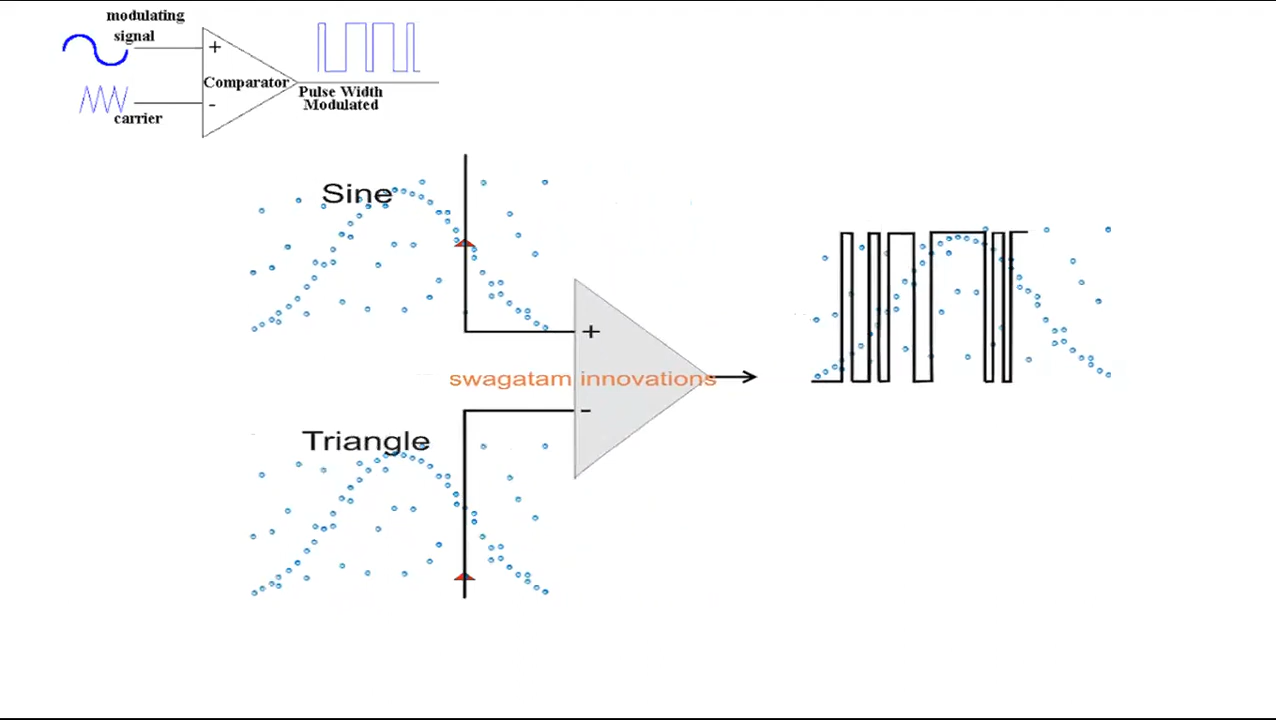 modulating
signal
+
Comparator
-
carrier
Pulse Width
Modulated
Sine
+
swagatam innovations
-
Triangle